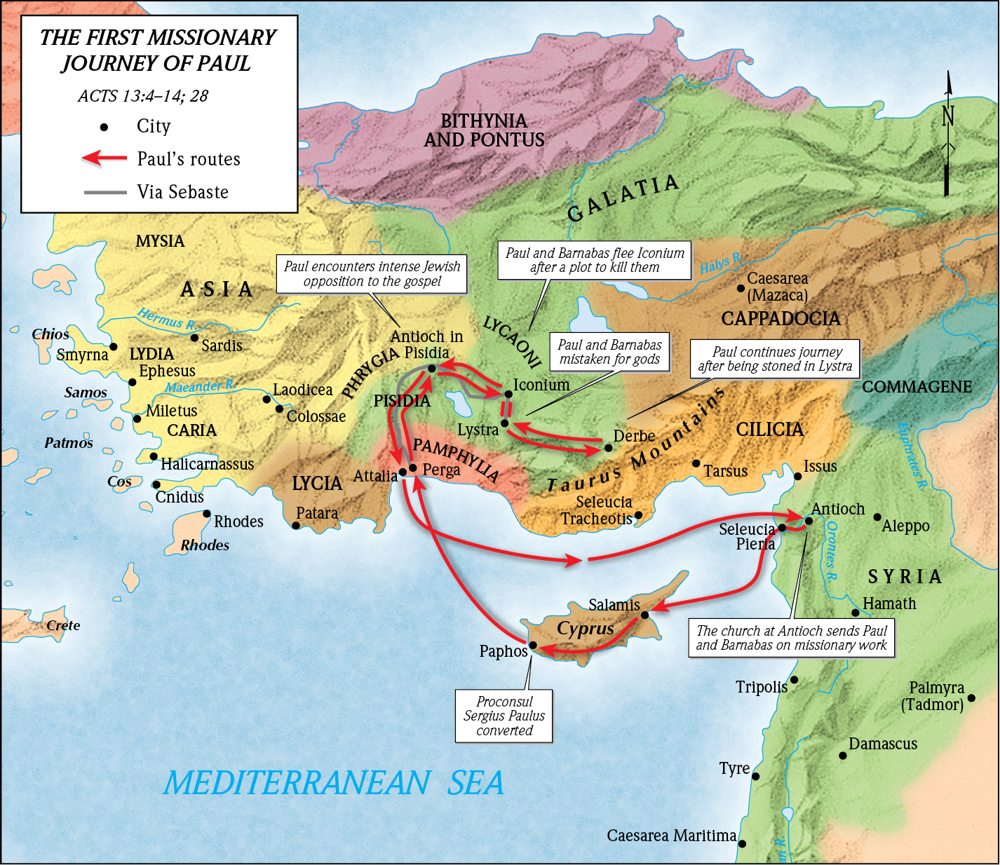 THE FIRST MISSIONARY
JOURNEY OF PAUL
ACTS 13:4–14; 28
City
Paul's routes
Via Sebaste
N
BITHYNIA
AND PONTUS
GALATIA
MYSIA
ASIA
Paul encounters intense Jewish
opposition to the gospel
Paul and Barnabas flee Iconium
after a plot to kill them
Halys R.
Caesarea
(Mazaca)
CAPPADOCIA
Hermus R.
Chios
Smyrna
LYDIA
Sardis
Ephesus
Antioch in
Pisidia
PHRYGIA
LYCAONI
Paul and Barnabas
mistaken for gods
Paul continues journey
after being stoned in Lystra
COMMAGENE
Samos
Maeander R.
Laodicea
Colossae
Miletus
CARIA
PISIDIA
Iconium
Lystra
Derbe
Taurus Mountains
CILICIA
Euphrates R.
Patmos
Halicarnassus
Cos
Cnidus
Rhodes
Rhodes
LYCIA
Patara
Attalia
Perga
PAMPHYLIA
Tarsus
Issus
Seleucia
Tracheotis
Antioch
Seleucia
Pieria
Orontes R.
Aleppo
SYRIA
Hamath
Crete
Salamis
Cyprus
Paphos
The church at Antioch sends Paul
and Barnabas on missionary work
Proconsul
Sergius Paulus
converted
Tripolis
Palmyra
(Tadmor)
Damascus
Tyre
MEDITERRANEAN SEA
Caesarea Maritima
an R.